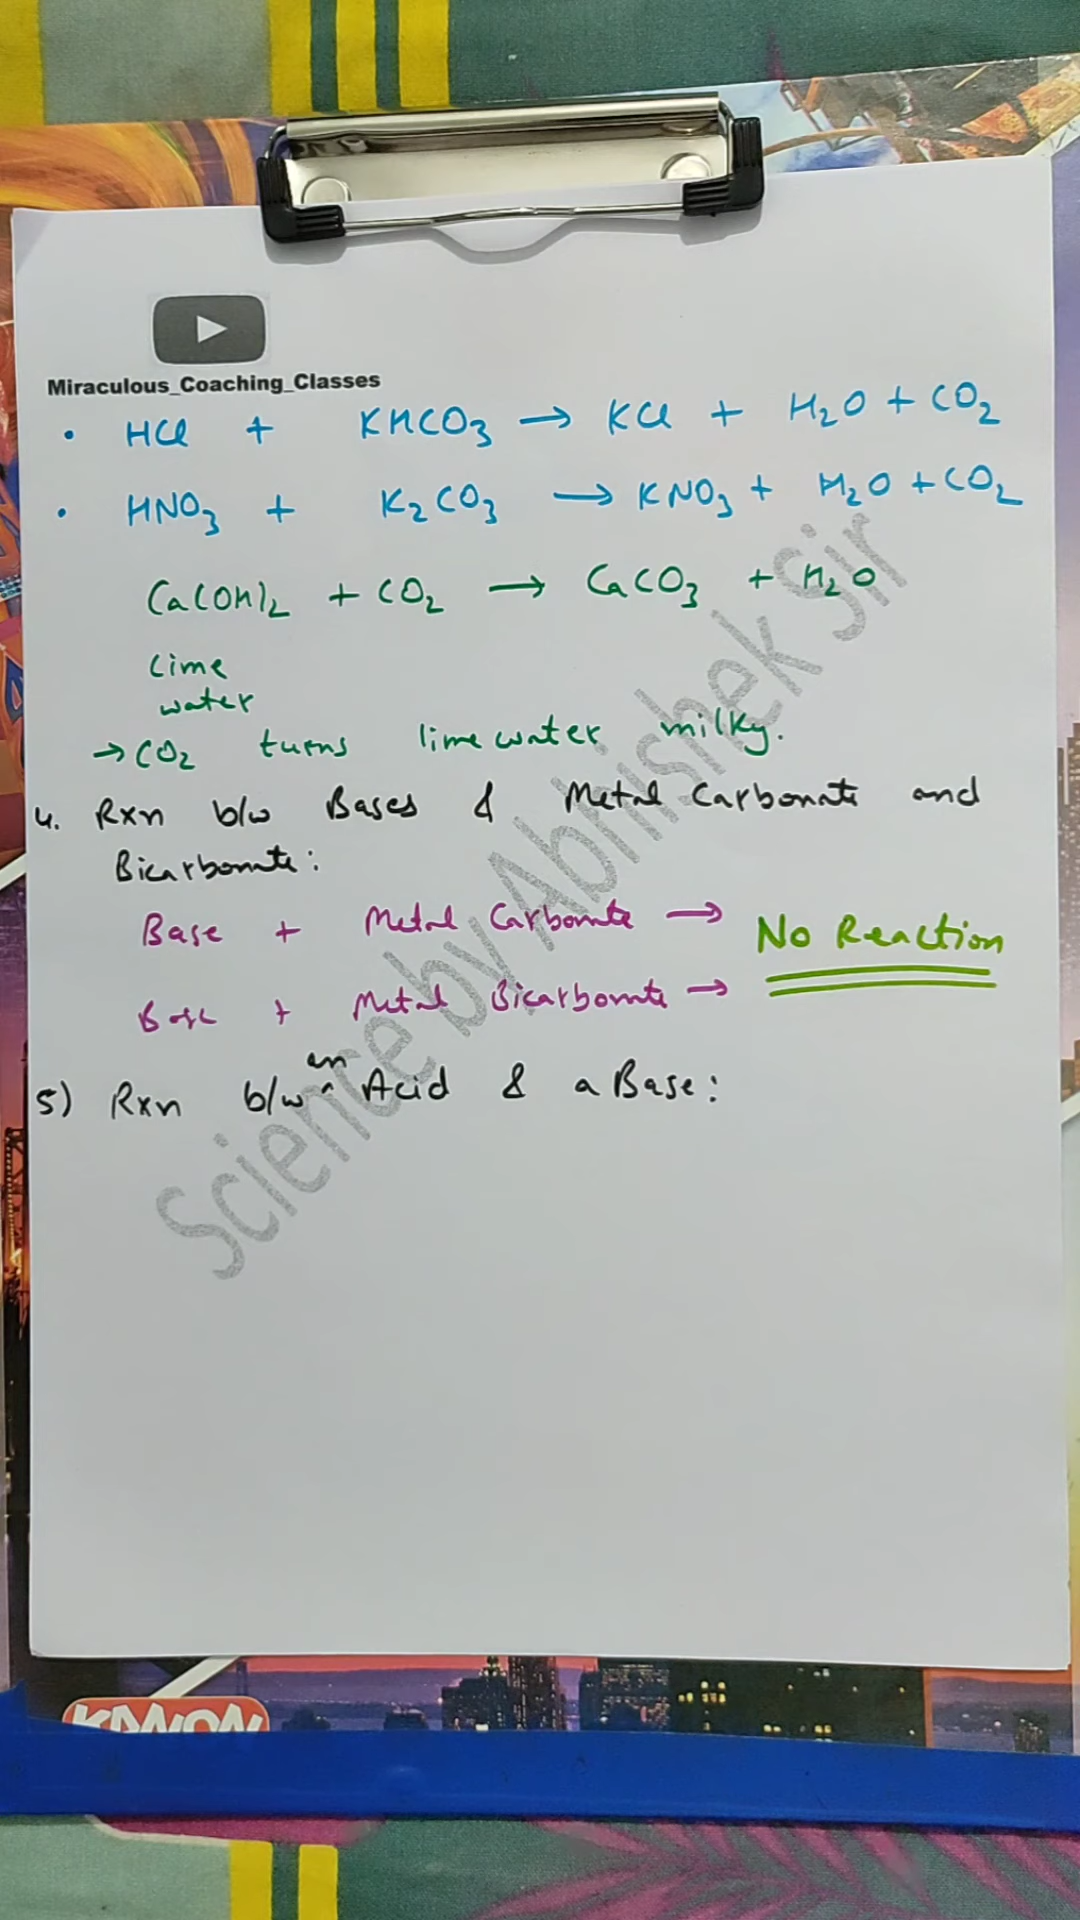 Miraculous_Coaching_Classes
• HCl + KHCO3 → KCl + H2O + CO2
• HNO3 + K2CO3 → KNO3 + H2O + CO2
Ca(OH)2 + CO2 → CaCO3 + H2O
Lime
water
→ CO2 turns lime water milky.
4. Rxn b/w Bases & Metal Carbonate and
Bicarbonate:
Base + Metal Carbonate →
No Reaction
Base + Metal Bicarbonate →
5) Rxn b/w an Acid & a Base:
Science by Abhishek Sir